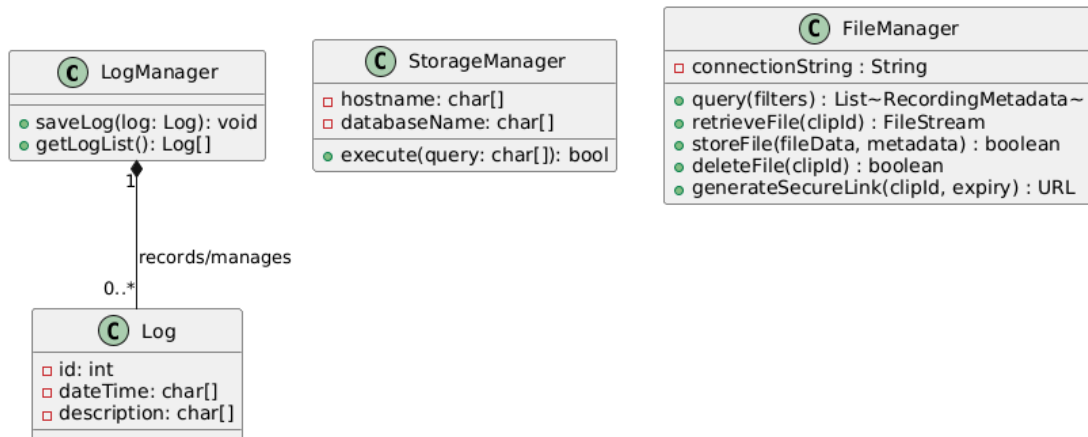 C LogManager
saveLog(log: Log): void
getLogList(): Log[]
1
records/manages
0..*
C Log
id: int
dateTime: char[]
description: char[]
C StorageManager
hostname: char[]
databaseName: char[]
execute(query: char[]): bool
C FileManager
connectionString : String
query(filters) : List~RecordingMetadata~
retrieveFile(clipId) : FileStream
storeFile(fileData, metadata) : boolean
deleteFile(clipId) : boolean
generateSecureLink(clipId, expiry) : URL